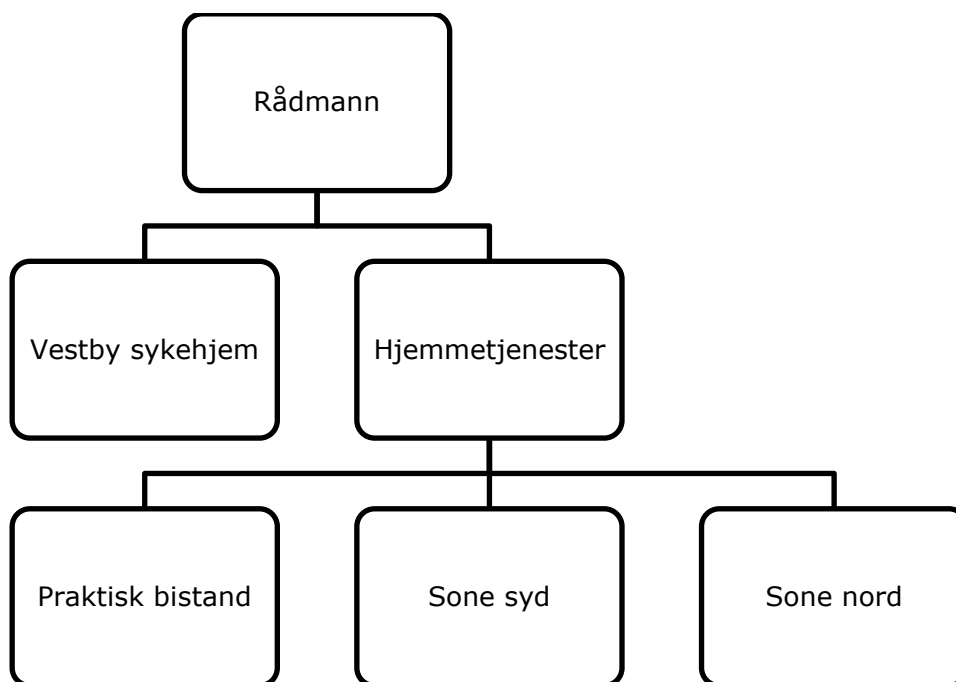 Rådmann
Vestby sykehjem
Hjemmetjenester
Praktisk bistand
Sone syd
Sone nord